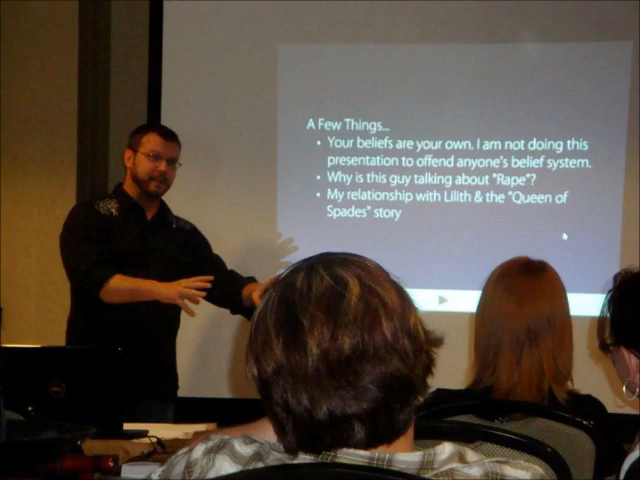 A Few Things...
• Your beliefs are your own. I am not doing this
presentation to offend anyone's belief system.
• Why is this guy talking about "Rape"?
• My relationship with Lilith & the "Queen of
Spades" story